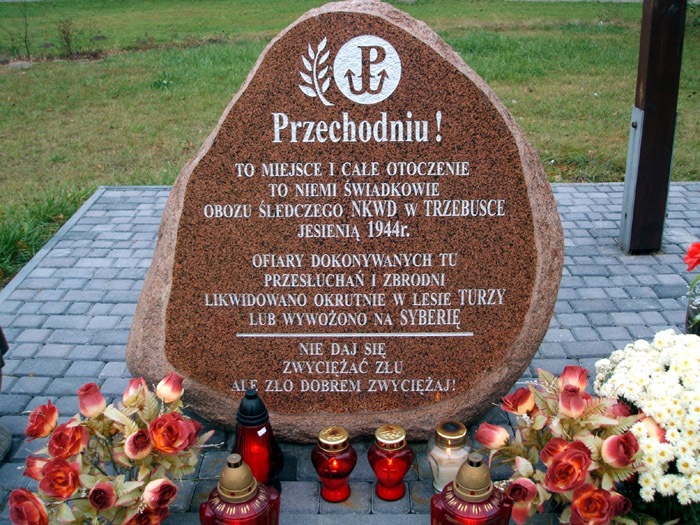 P
Przechodniu!
TO MIEJSCE I CAŁE OTOCZENIE
TO NIEMI ŚWIADKOWIE
OBOZU ŚLEDCZEGO NKWD W TRZEBUSCE
JESIENIĄ 1944r.
OFIARY DOKONYWANYCH TU
PRZESŁUCHAŃ I ZBRODNI
LIKWIDOWANO OKRUTNIE W LESIE TURZY
LUB WYWOŻONO NA SYBERIĘ
NIE DAJ SIĘ
ZWYCIĘŻAĆ ZŁU
ALE ZŁO DOBREM ZWYCIĘŻAJ!